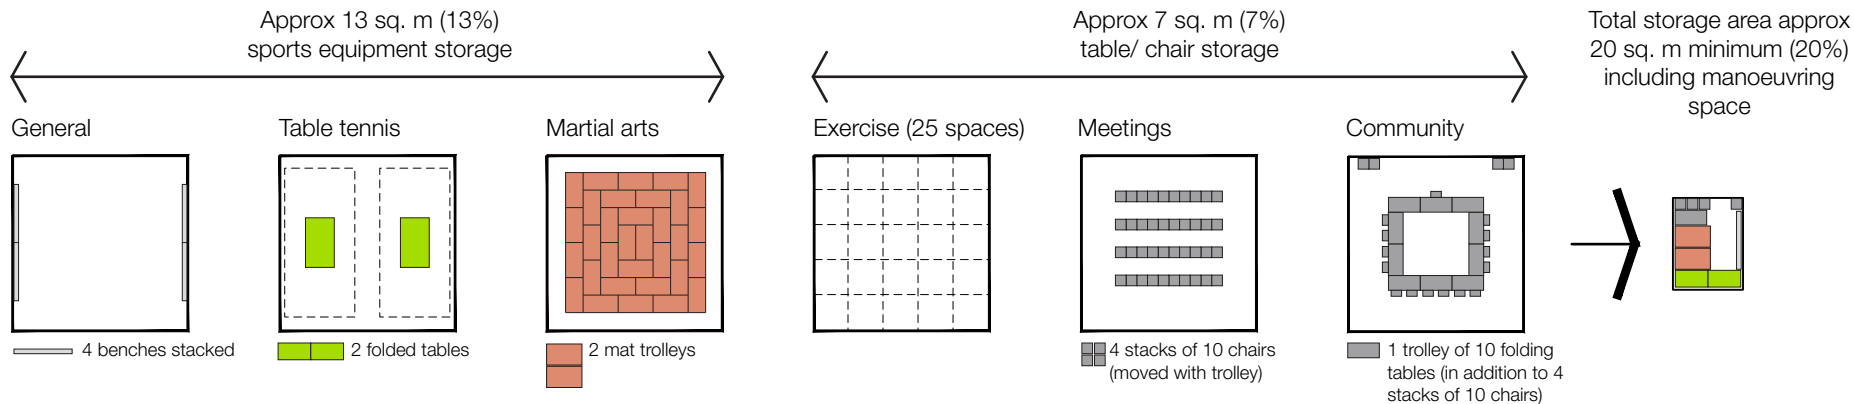 Approx 13 sq. m (13%)
sports equipment storage
Approx 7 sq. m (7%)
table/ chair storage
Total storage area approx
20 sq. m minimum (20%)
including manoeuvring
space
General
Table tennis
Martial arts
Exercise (25 spaces)
Meetings
Community
4 benches stacked
2 folded tables
2 mat trolleys
4 stacks of 10 chairs
(moved with trolley)
1 trolley of 10 folding
tables (in addition to 4
stacks of 10 chairs)